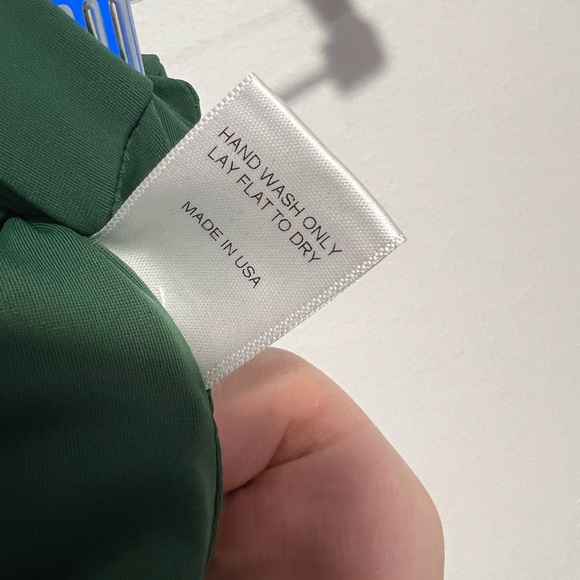 HAND WASH ONLY
LAY FLAT TO DRY
MADE IN USA